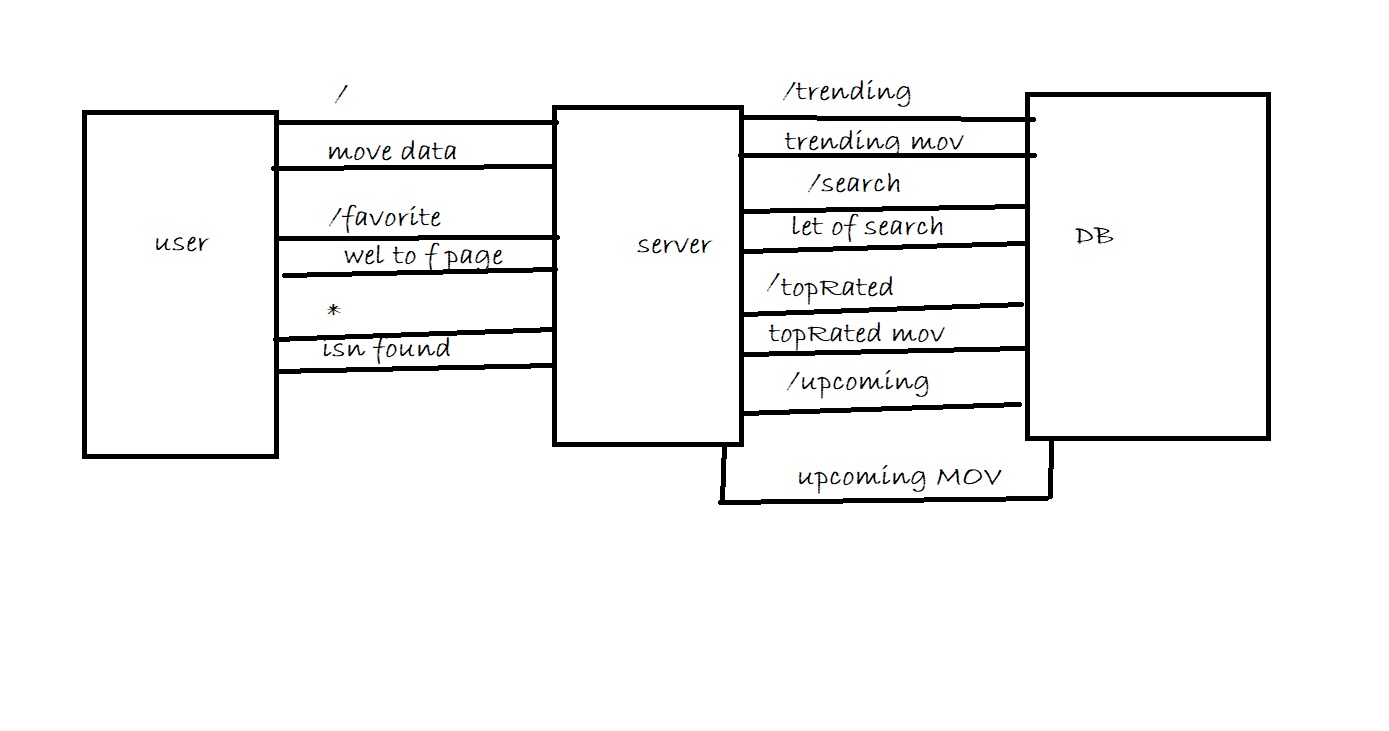 /
move data
/favorite
wel to f page
*
isn found
user
server
/trending
trending mov
/search
let of search
/topRated
topRated mov
/upcoming
upcoming MOV
DB